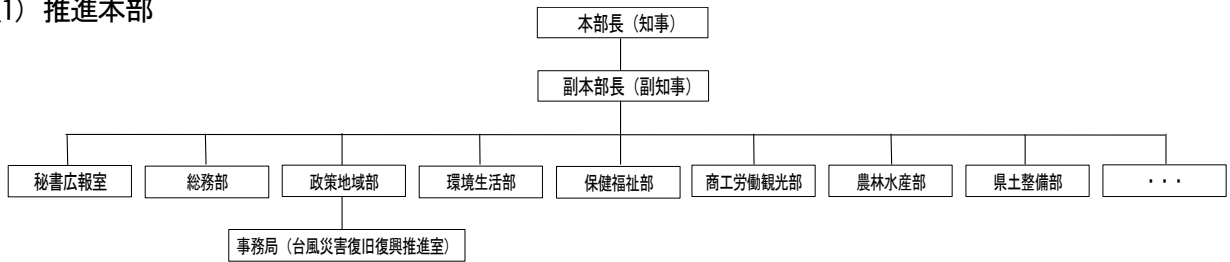 1) 推進本部
本部長（知事）
副本部長（副知事）
秘書広報室
総務部
政策地域部
環境生活部
保健福祉部
商工労働観光部
農林水産部
県土整備部
・・・
事務局（台風災害復旧復興推進室）